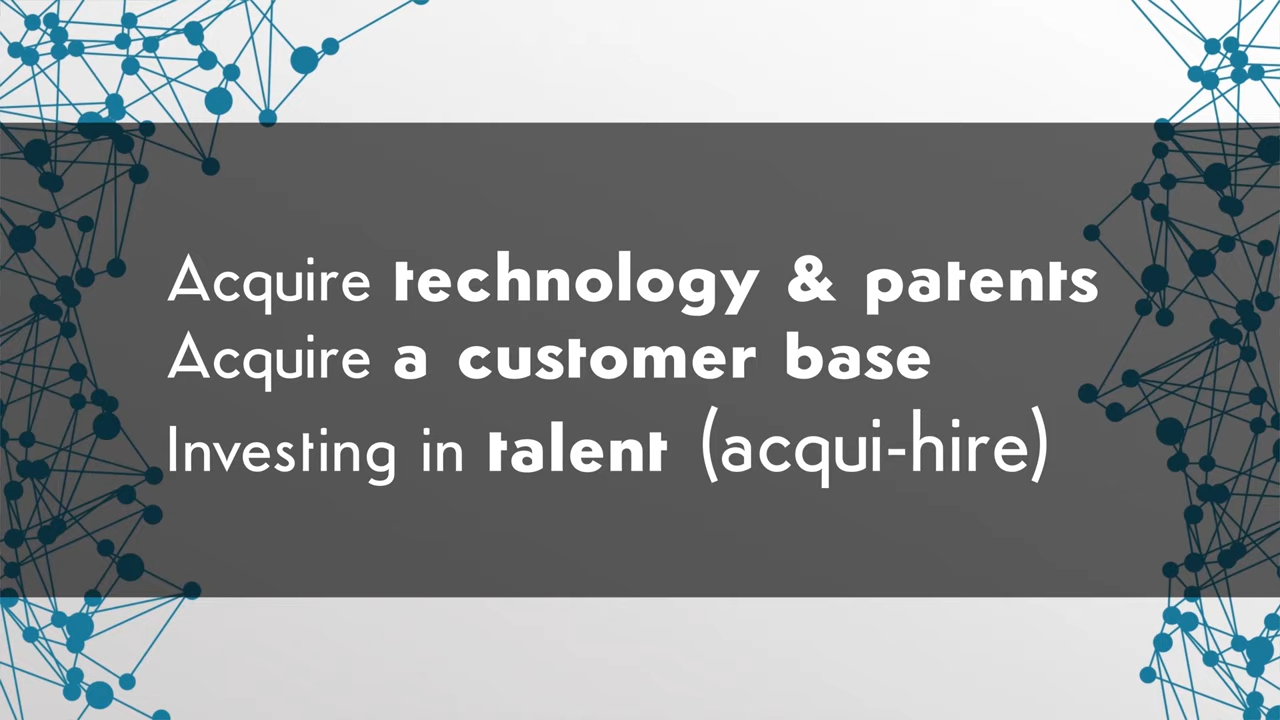 Acquire technology & patents
Acquire a customer base
Investing in talent (acqui-hire)